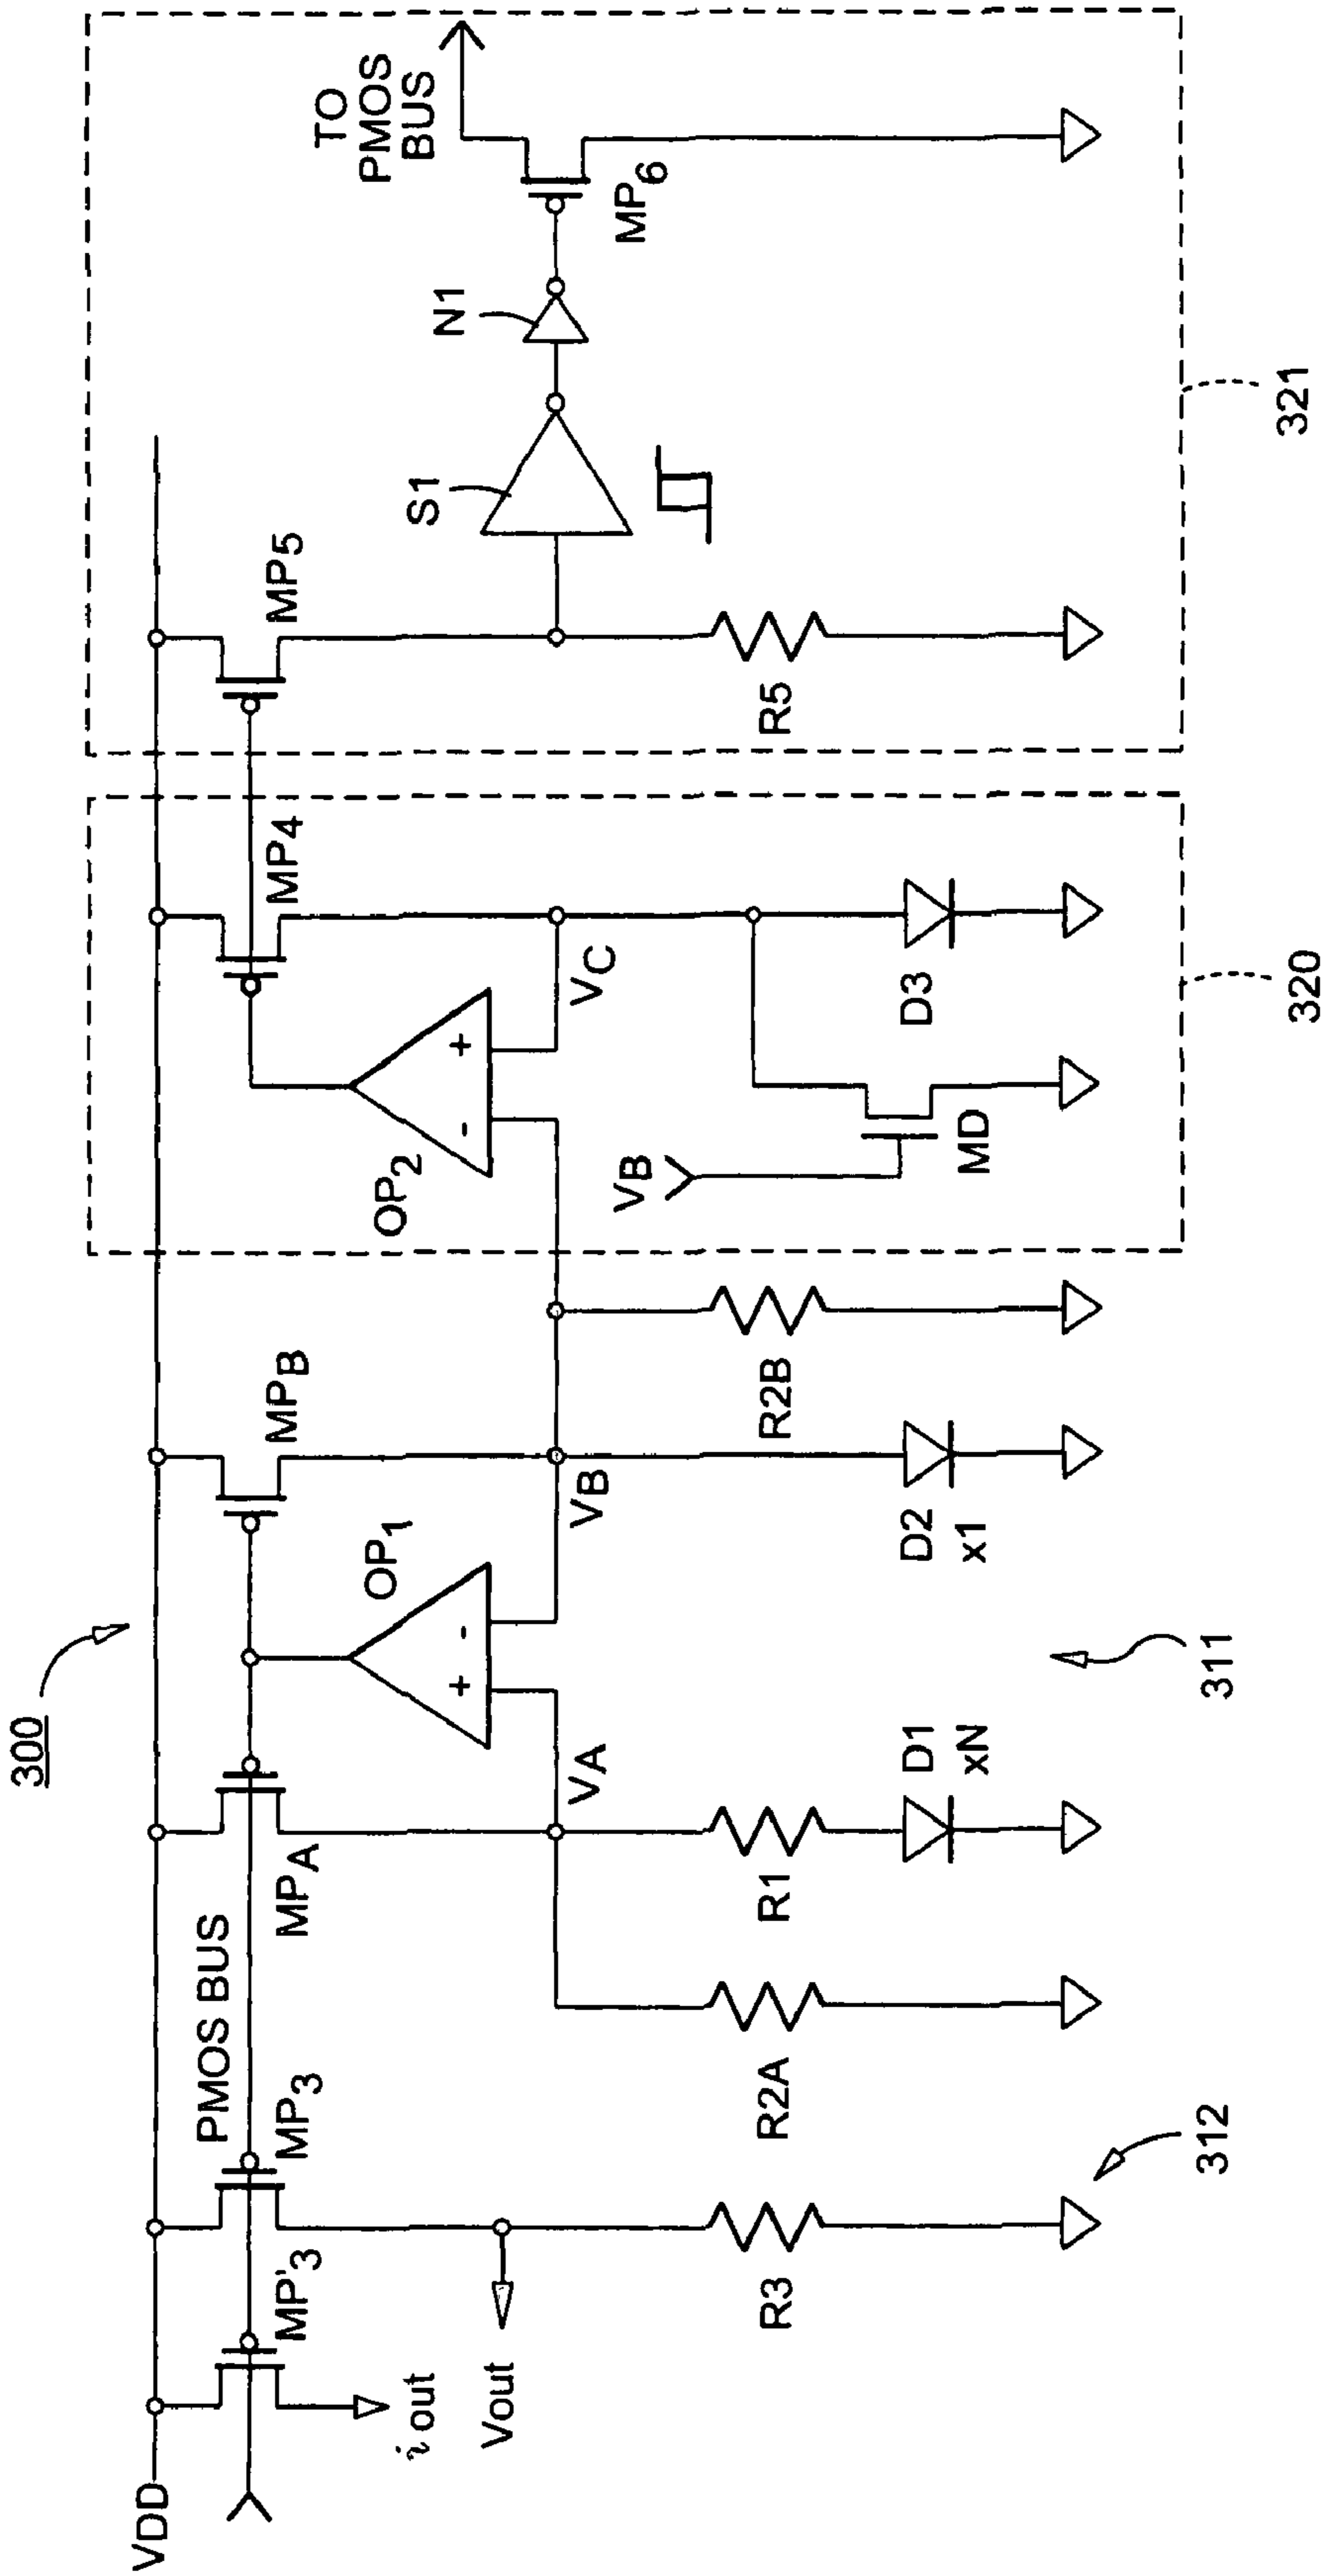 300
VDD
PMOS BUS
MP'3
MP3
MPA
MPB
MP4
MP5
iout
Vout
OP1
+
-
OP2
-
+
S1
N1
MP6
TO
PMOS
BUS
VA
VB
VC
VB
R3
R2A
R1
R2B
R5
D1
xN
D2
x1
MD
D3
312
311
320
321